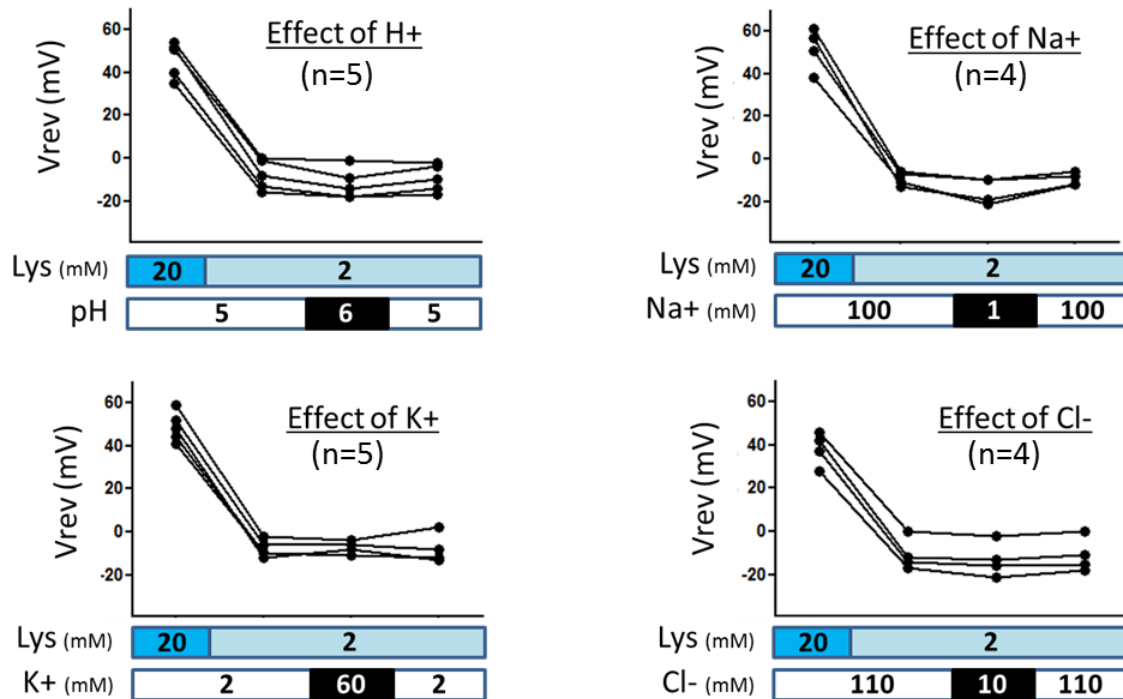 Effect of H+
(n=5)
Vrev (mV)
60
40
20
0
-20
Lys (mM) 20 2
pH 5 6 5
Effect of Na+
(n=4)
Vrev (mV)
60
40
20
0
-20
Lys (mM) 20 2
Na+ (mM) 100 1 100
Effect of K+
(n=5)
Vrev (mV)
60
40
20
0
-20
Lys (mM) 20 2
K+ (mM) 2 60 2
Effect of Cl-
(n=4)
Vrev (mV)
60
40
20
0
-20
Lys (mM) 20 2
Cl- (mM) 110 10 110